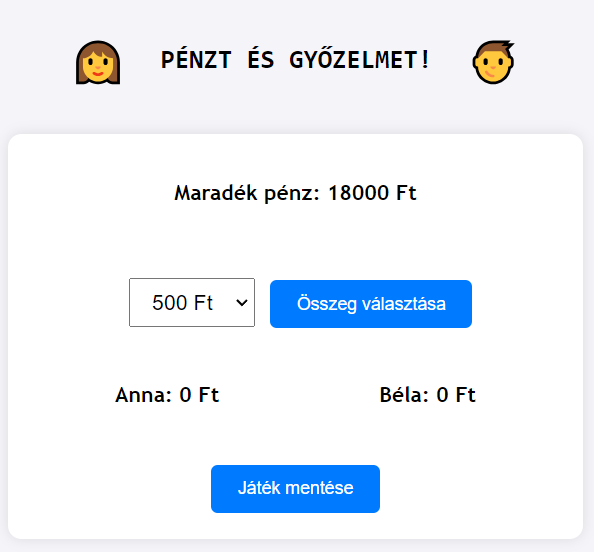 PÉNZT ÉS GYŐZELMET!
Maradék pénz: 18000 Ft
500 Ft Összeg választása
Anna: 0 Ft Béla: 0 Ft
Játék mentése